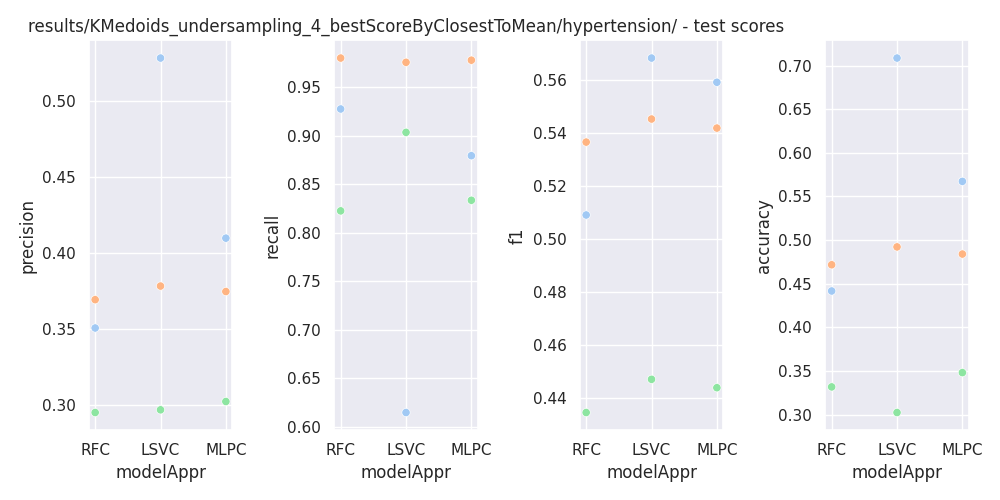 results/KMedoids_undersampling_4_bestScoreByClosestToMean/hypertension/ - test scores
precision
0.50
0.45
0.40
0.35
0.30
RFC LSVC MLPC
modelAppr
recall
0.95
0.90
0.85
0.80
0.75
0.70
0.65
0.60
RFC LSVC MLPC
modelAppr
f1
0.56
0.54
0.52
0.50
0.48
0.46
0.44
RFC LSVC MLPC
modelAppr
accuracy
0.70
0.65
0.60
0.55
0.50
0.45
0.40
0.35
0.30
RFC LSVC MLPC
modelAppr